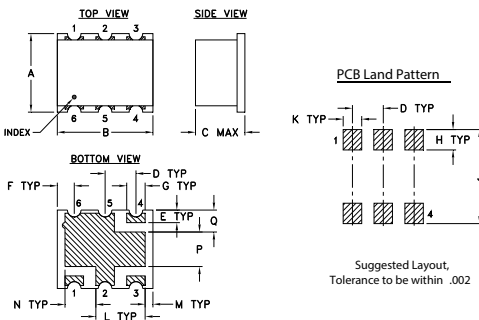 TOP VIEW
SIDE VIEW
1 2 3
A
6 5 4
INDEX
B
C MAX
BOTTOM VIEW
D TYP
F TYP
G TYP
6 5 4
E TYP
Q
P
1 2 3
N TYP
M TYP
L TYP
PCB Land Pattern
D TYP
K TYP
1
H TYP
4
Suggested Layout,
Tolerance to be within .002